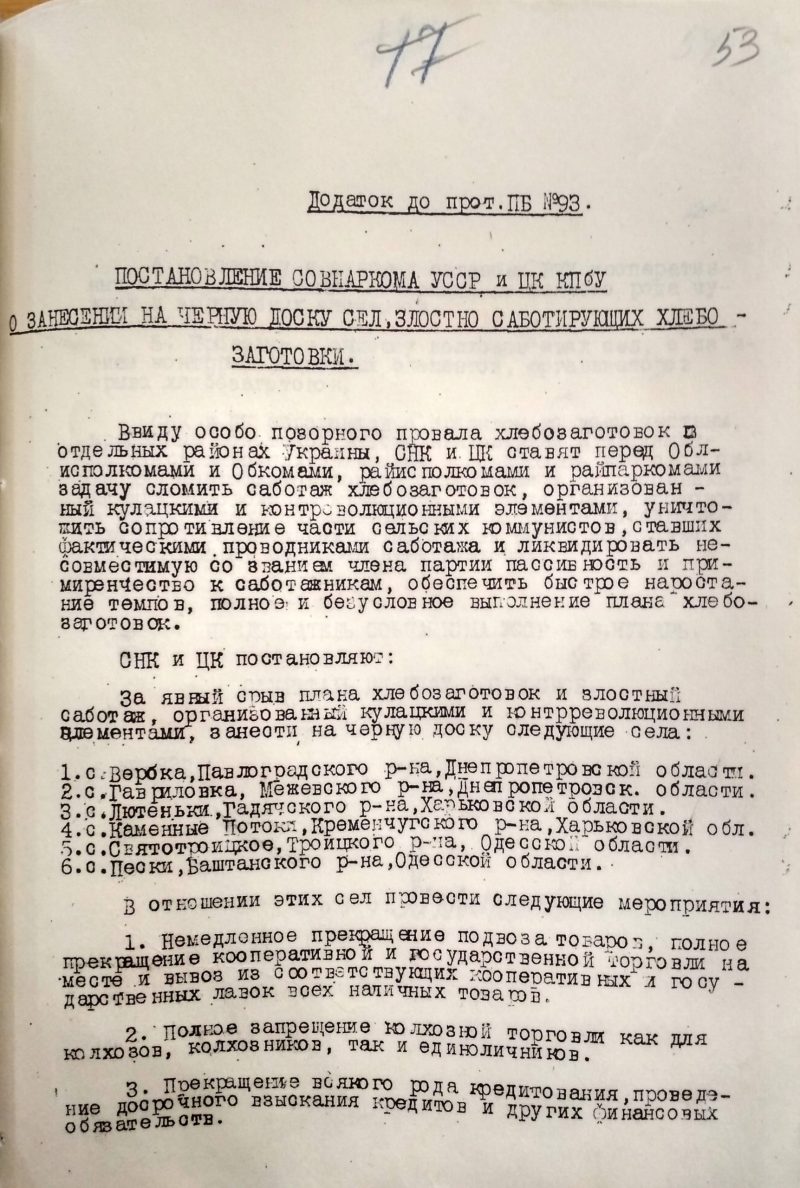 17
53
Додаток до прот.ПБ №93.
ПОСТАНОВЛЕНИЕ СОВНАРКОМА УССР и ЦК КПбУ
О ЗАНЕСЕНИИ НА ЧЕРНУЮ ДОСКУ СЕЛ,ЗЛОСТНО САБОТИРУЮЩИХ ХЛЕБО -
ЗАГОТОВКИ.
Ввиду особо позорного провала хлебозаготовок в
отдельных районах Украины, СНК и ЦК ставят перед Обл-
исполкомами и Обкомами, райисполкомами и райпаркомами
задачу сломить саботаж хлебозаготовок, организован -
ный кулацкими и контрволюционными элементами, уничто-
жить сопротивление части сельских коммунистов,ставших
фактическими проводниками саботажа и ликвидировать не-
совместимую со званием члена партии пассивность и при-
миренчество к саботажникам, обеспечить быстрое нароста-
ние темпов, полное и безусловное выполнение плана хлебо-
заготовок.
СНК и ЦК постановляют:
За явный срыв плана хлебозаготовок и злостный
саботаж, организованный кулацкими и контрреволюционными
элементами, занести на черную доску следующие села:
1.с.Вербка,Павлоградского р-на,Днепропетровской области.
2.с.Гавриловка, Межевского р-на,Днепропетровск. области.
3.с.Лютеньки,Гадячского р-на,Харьковской области.
4.с.Каменные Потоки,Кременчугского р-на,Харьковской обл.
5.с.Святотроицкое,Троицкого р-на, Одесской области.
6.с.Пески,Баштанского р-на,Одесской области.
В отношении этих сел провести следующие мероприятия:
1. Немедленное прекращение подвоза товаров, полное
прекращение кооперативной и государственной торговли на
месте и вывоз из соответствующих кооперативных и госу -
дарственных лавок всех наличных товаров.
2. Полное запрещение колхозной торговли как для
колхозов, колхозников, так и единоличников.
3. Прекращение всякого рода кредитования,проведе-
ние досрочного взыскания кредитов и других финансовых
обязательств.